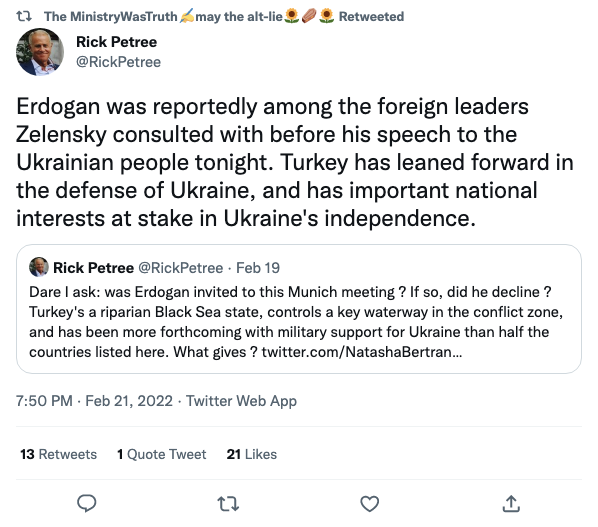 The MinistryWasTruth✍️may the alt-lie🌻🥖🌻 Retweeted
Rick Petree
@RickPetree
Erdogan was reportedly among the foreign leaders
Zelensky consulted with before his speech to the
Ukrainian people tonight. Turkey has leaned forward in
the defense of Ukraine, and has important national
interests at stake in Ukraine's independence.
Rick Petree @RickPetree · Feb 19
Dare I ask: was Erdogan invited to this Munich meeting ? If so, did he decline ?
Turkey's a riparian Black Sea state, controls a key waterway in the conflict zone,
and has been more forthcoming with military support for Ukraine than half the
countries listed here. What gives ? twitter.com/NatashaBertran…
7:50 PM · Feb 21, 2022 · Twitter Web App
13 Retweets 1 Quote Tweet 21 Likes